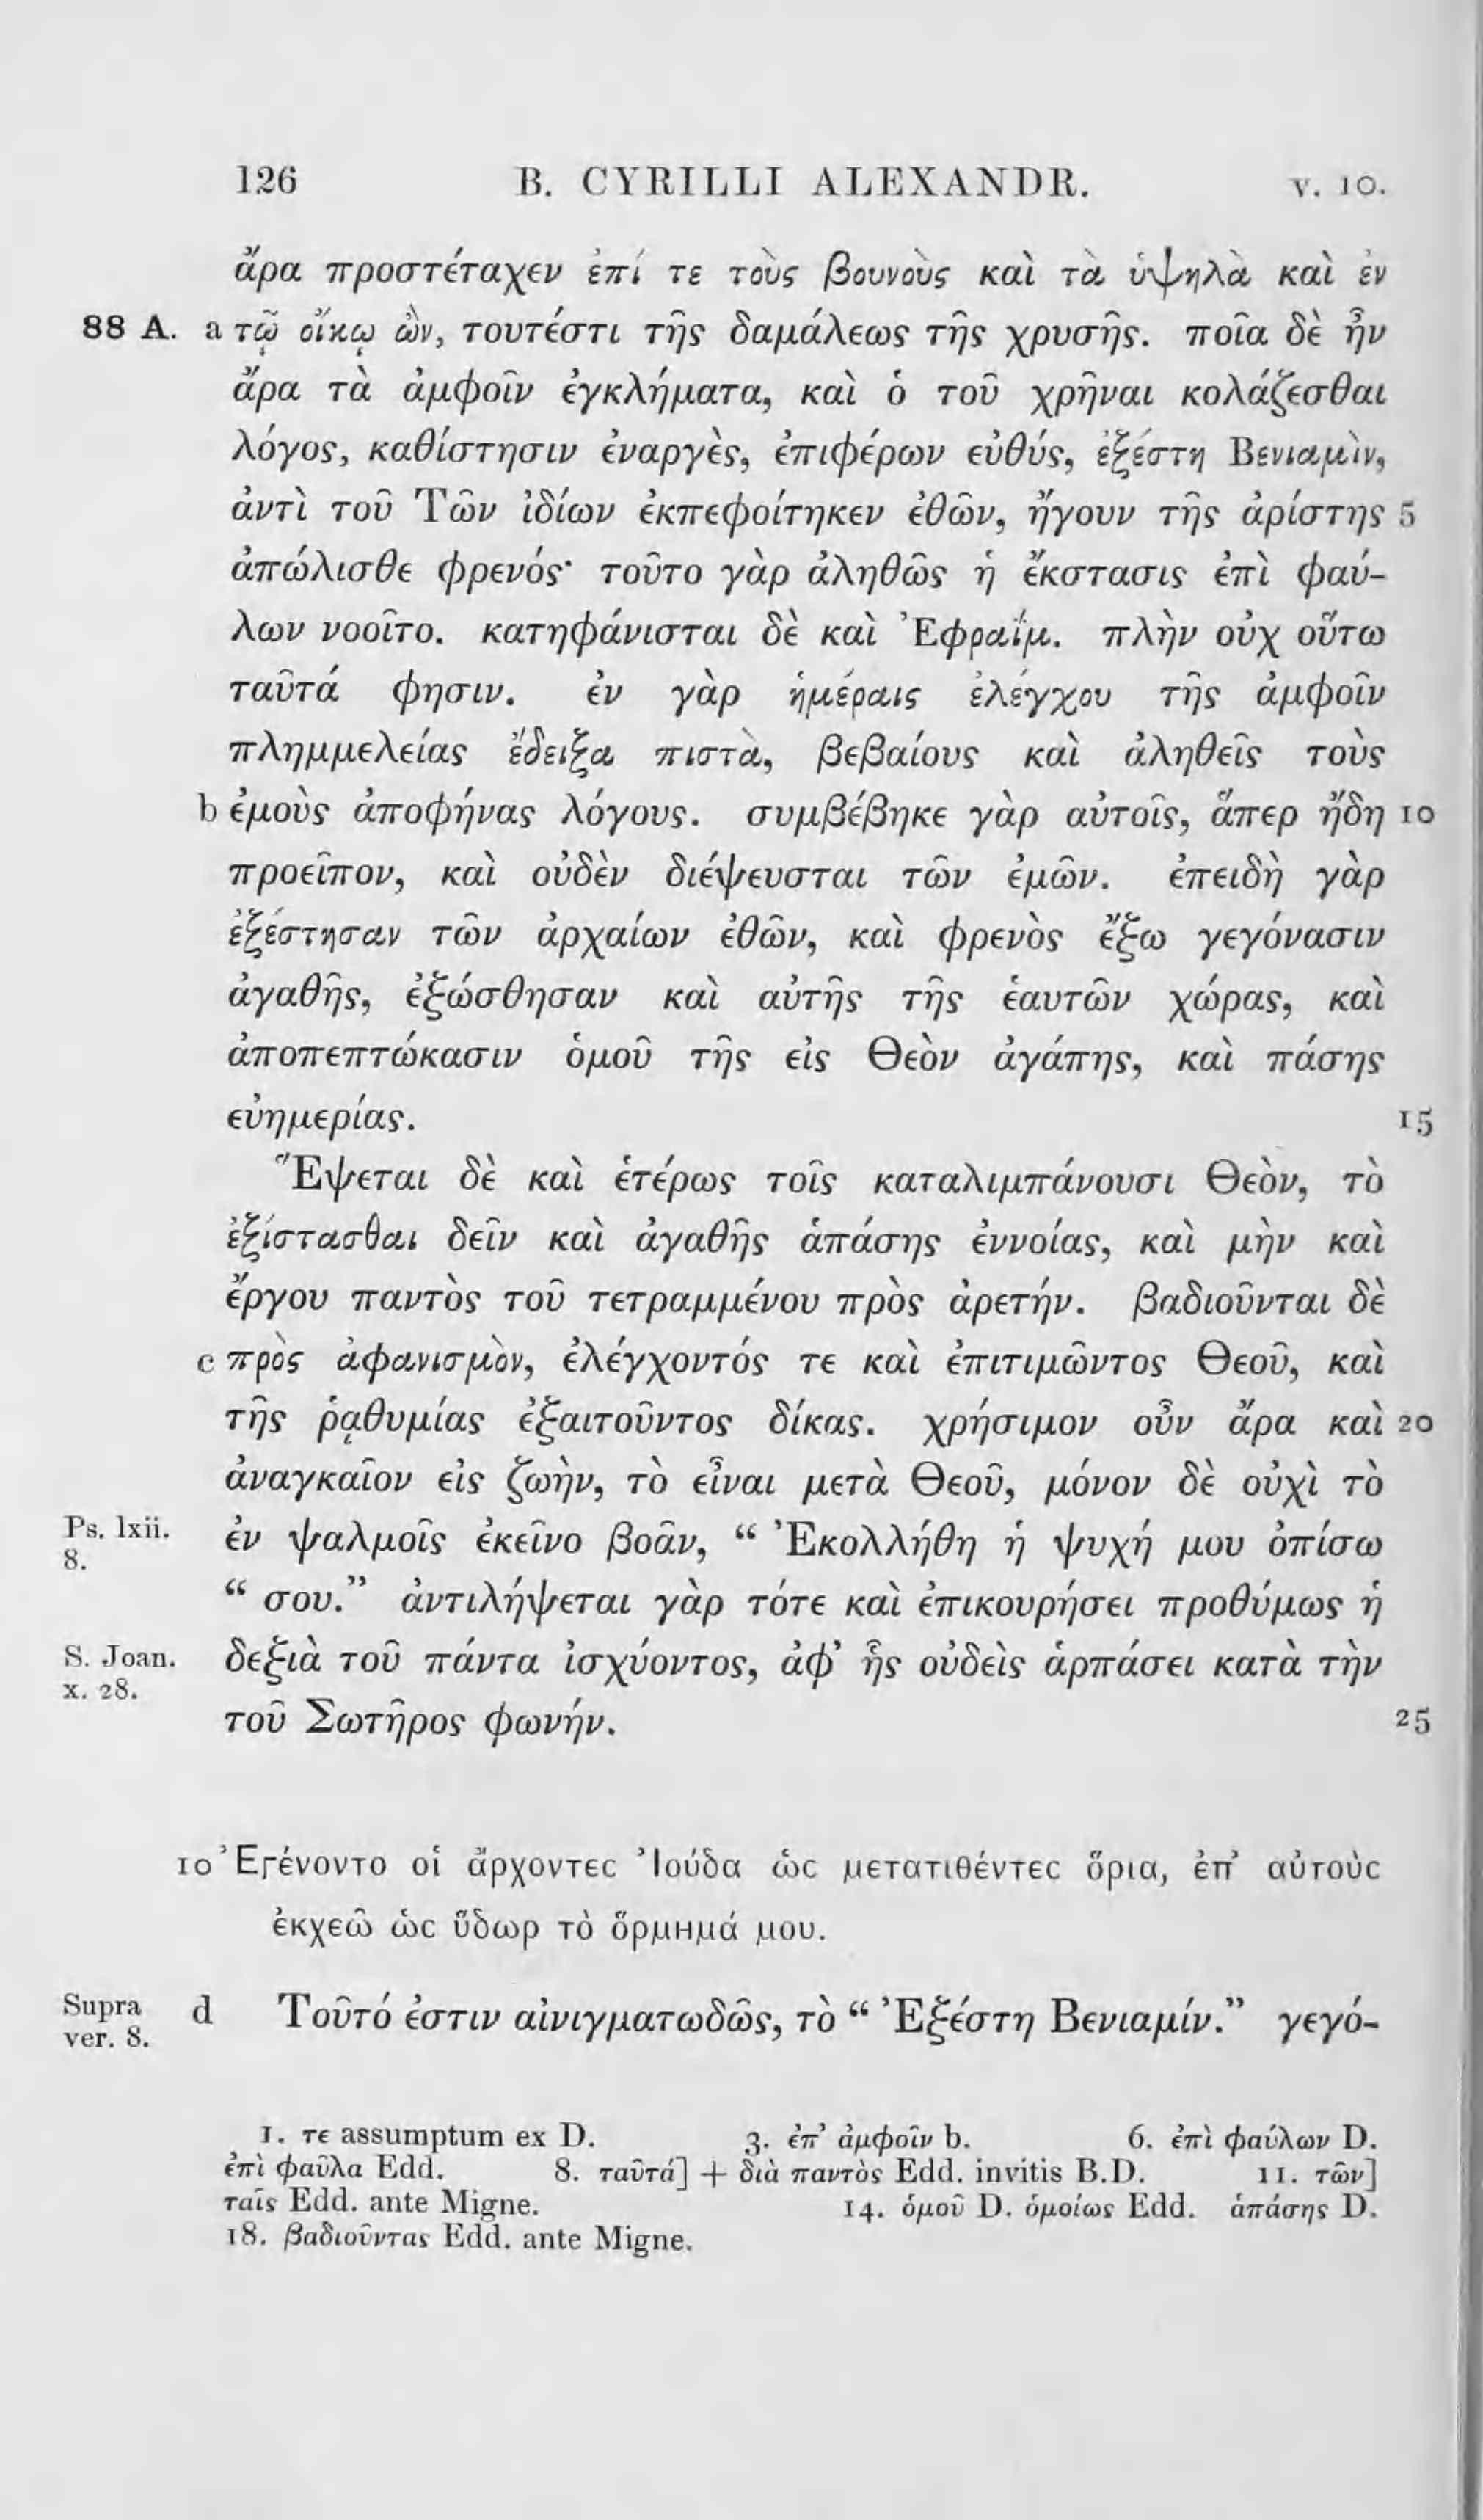 126 B. CYRILLI ALEXANDR. v. 10.
ἄρα προστέταχεν ἐπί τε τοὺς βουνοὺς καὶ τὰ ὑψηλὰ καὶ ἐν
88 A. a τῷ οἴκῳ ὢν, τουτέστι τῆς δαμάλεως τῆς χρυσῆς. ποῖα δὲ ἦν
ἄρα τὰ ἀμφοῖν ἐγκλήματα, καὶ ὁ τοῦ χρῆναι κολάζεσθαι
λόγος, καθίστησιν ἐναργὲς, ἐπιφέρων εὐθύς, ἐξέστη Βενιαμὶν,
ἀντὶ τοῦ Τῶν ἰδίων ἐκπεφοίτηκεν ἐθῶν, ἤγουν τῆς ἀρίστης 5
ἀπώλισθε φρενός· τοῦτο γὰρ ἀληθῶς ἡ ἔκστασις ἐπὶ φαύ-
λων νοοῖτο. κατηφάνισται δὲ καὶ Ἐφραΐμ. πλὴν οὐχ οὕτω
ταῦτά φησιν. ἐν γὰρ ἡμέραις ἐλέγχου τῆς ἀμφοῖν
πλημμελείας ἔδειξα πιστὰ, βεβαίους καὶ ἀληθεῖς τοὺς
b ἐμοὺς ἀποφήνας λόγους. συμβέβηκε γὰρ αὐτοῖς, ἅπερ ἤδη 10
προεῖπον, καὶ οὐδὲν διέψευσται τῶν ἐμῶν. ἐπειδὴ γὰρ
ἐξέστησαν τῶν ἀρχαίων ἐθῶν, καὶ φρενὸς ἔξω γεγόνασιν
ἀγαθῆς, ἐξώσθησαν καὶ αὐτῆς τῆς ἑαυτῶν χώρας, καὶ
ἀποπεπτώκασιν ὁμοῦ τῆς εἰς Θεὸν ἀγάπης, καὶ πάσης
εὐημερίας. 15
Ἕψεται δὲ καὶ ἑτέρως τοῖς καταλιμπάνουσι Θεὸν, τὸ
ἐξίστασθαι δεῖν καὶ ἀγαθῆς ἁπάσης ἐννοίας, καὶ μὴν καὶ
ἔργου παντὸς τοῦ τετραμμένου πρὸς ἀρετήν. βαδιοῦνται δὲ
c πρὸς ἀφανισμὸν, ἐλέγχοντός τε καὶ ἐπιτιμῶντος Θεοῦ, καὶ
τῆς ῥᾳθυμίας ἐξαιτοῦντος δίκας. χρήσιμον οὖν ἄρα καὶ 20
ἀναγκαῖον εἰς ζωὴν, τὸ εἶναι μετὰ Θεοῦ, μόνον δὲ οὐχὶ τὸ
Ps. lxii. 8. ἐν ψαλμοῖς ἐκεῖνο βοᾶν, “ Ἐκολλήθη ἡ ψυχή μου ὀπίσω
“ σου.” ἀντιλήψεται γὰρ τότε καὶ ἐπικουρήσει προθύμως ἡ
S. Joan. x. 28. δεξιὰ τοῦ πάντα ἰσχύοντος, ἀφ’ ἧς οὐδεὶς ἁρπάσει κατὰ τὴν
τοῦ Σωτῆρος φωνήν. 25
10 Ἐγένοντο οἱ ἄρχοντες Ἰούδα ὡς μετατιθέντες ὅρια, ἐπ’ αὐτοὺς
ἐκχεῶ ὡς ὕδωρ τὸ ὅρμημά μου.
Supra ver. 8. d Τοῦτό ἐστιν αἰνιγματωδῶς, τὸ “ Ἐξέστη Βενιαμίν.” γεγό-
1. τε assumptum ex D. 3. ἐπ’ ἀμφοῖν b. 6. ἐπὶ φαύλων D.
ἐπὶ φαῦλα Edd. 8. ταῦτά] + διὰ παντὸς Edd. invitis B.D. 11. τῶν]
ταῖς Edd. ante Migne. 14. ὁμοῦ D. ὁμοίως Edd. ἁπάσης D.
18. βαδιοῦντας Edd. ante Migne.